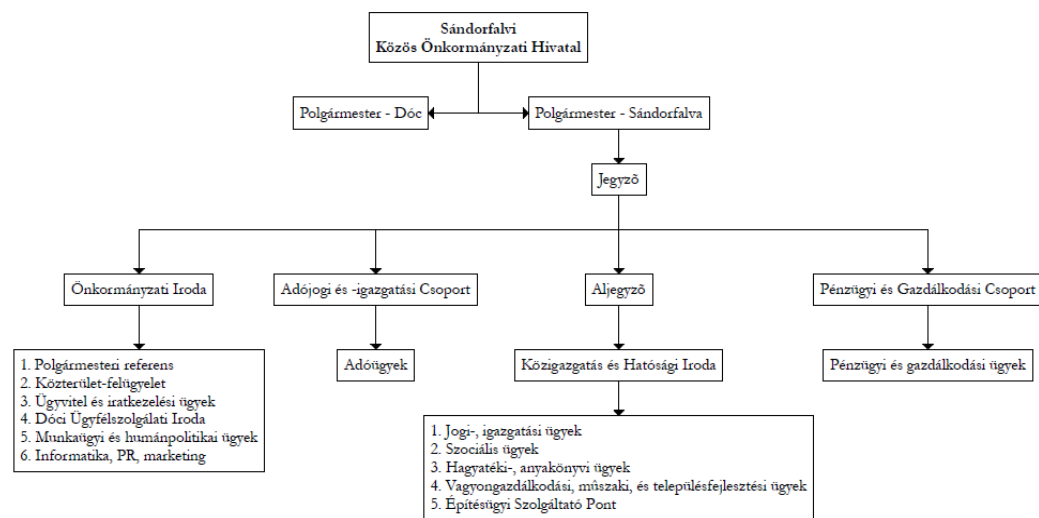 Sándorfalvi
Közös Önkormányzati Hivatal
Polgármester - Dóc
Polgármester - Sándorfalva
Jegyzõ
Önkormányzati Iroda
Adójogi és -igazgatási Csoport
Aljegyzõ
Pénzügyi és Gazdálkodási Csoport
1. Polgármesteri referens
2. Közterület-felügyelet
3. Ügyvitel és iratkezelési ügyek
4. Dóci Ügyfélszolgálati Iroda
5. Munkaügyi és humánpolitikai ügyek
6. Informatika, PR, marketing
Adóügyek
Közigazgatás és Hatósági Iroda
Pénzügyi és gazdálkodási ügyek
1. Jogi-, igazgatási ügyek
2. Szociális ügyek
3. Hagyatéki-, anyakönyvi ügyek
4. Vagyongazdálkodási, mûszaki, és településfejlesztési ügyek
5. Építésügyi Szolgáltató Pont